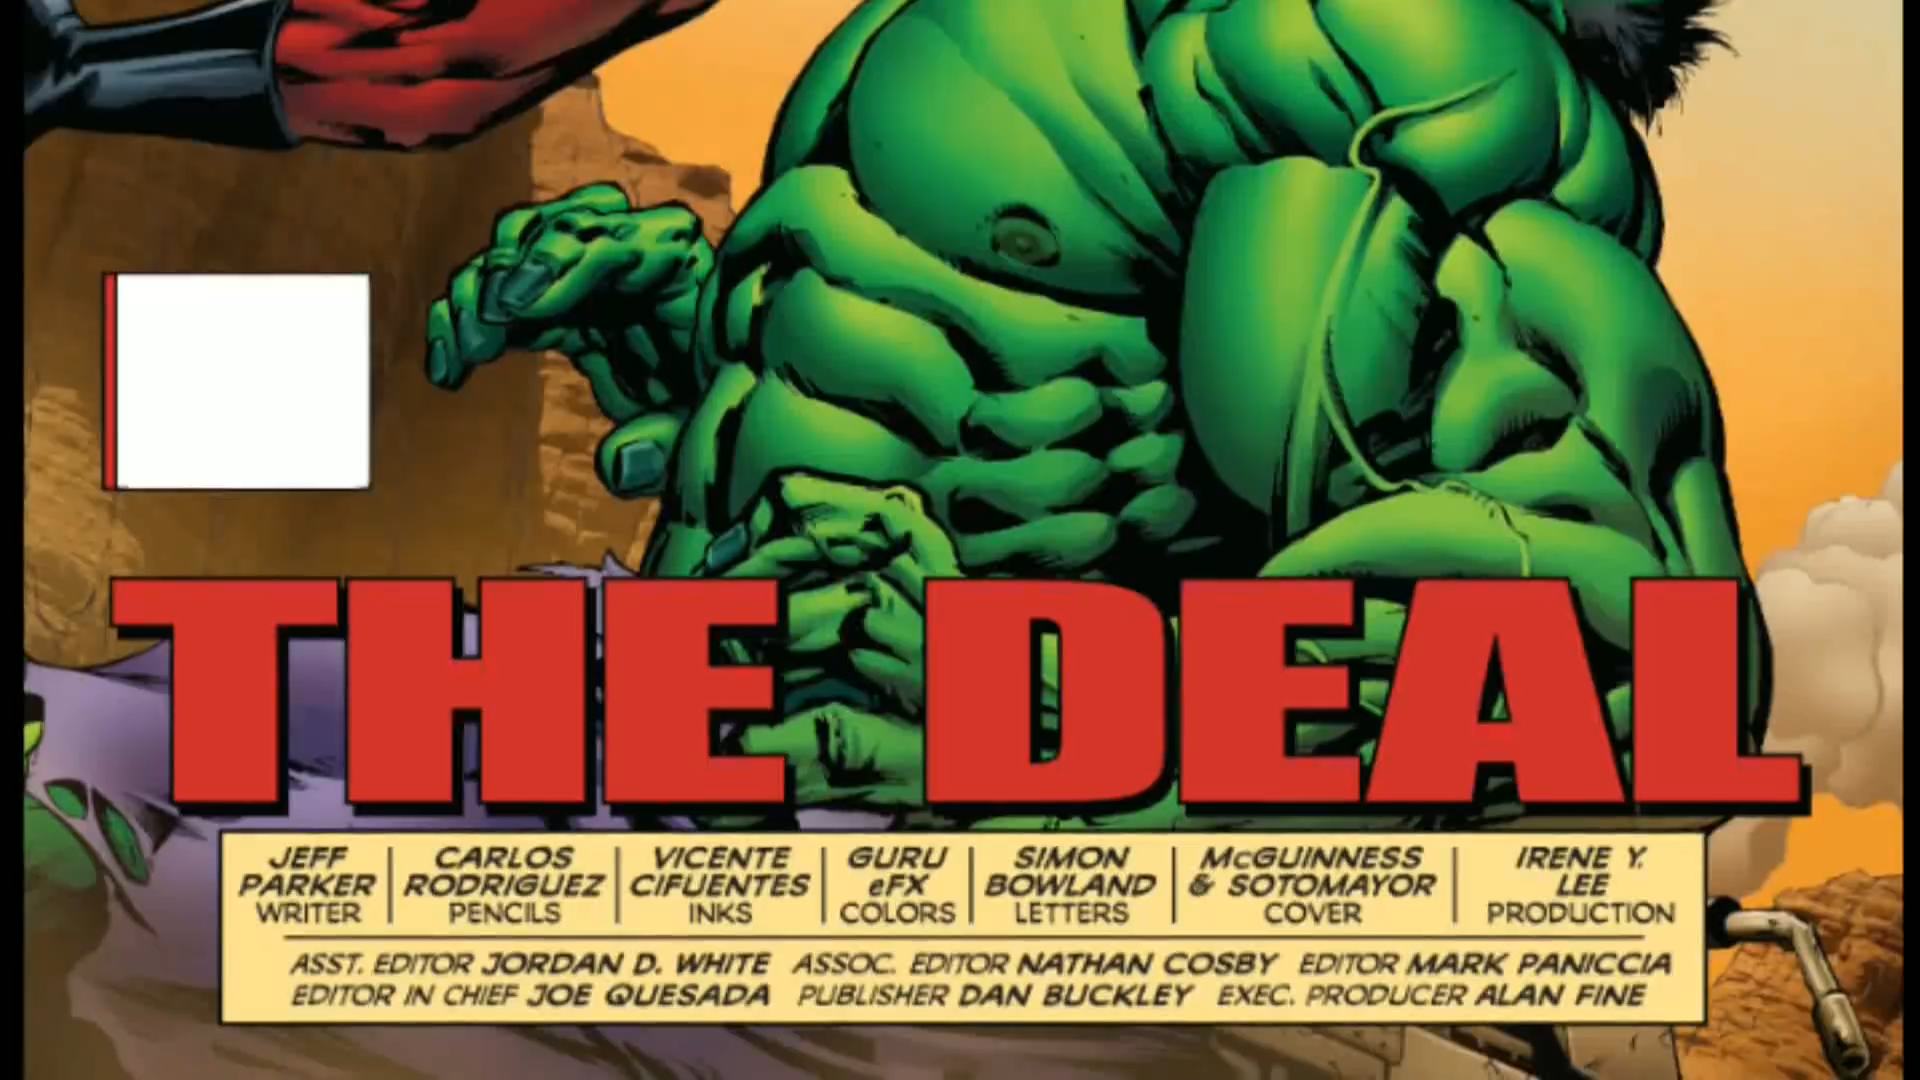 THE DEAL
JEFF PARKER WRITER
CARLOS RODRIGUEZ PENCILS
VICENTE CIFUENTES INKS
GURU eFX COLORS
SIMON BOWLAND LETTERS
McGUINNESS & SOTOMAYOR COVER
IRENE Y. LEE PRODUCTION
ASST. EDITOR JORDAN D. WHITE ASSOC. EDITOR NATHAN COSBY EDITOR MARK PANICCIA
EDITOR IN CHIEF JOE QUESADA PUBLISHER DAN BUCKLEY EXEC. PRODUCER ALAN FINE